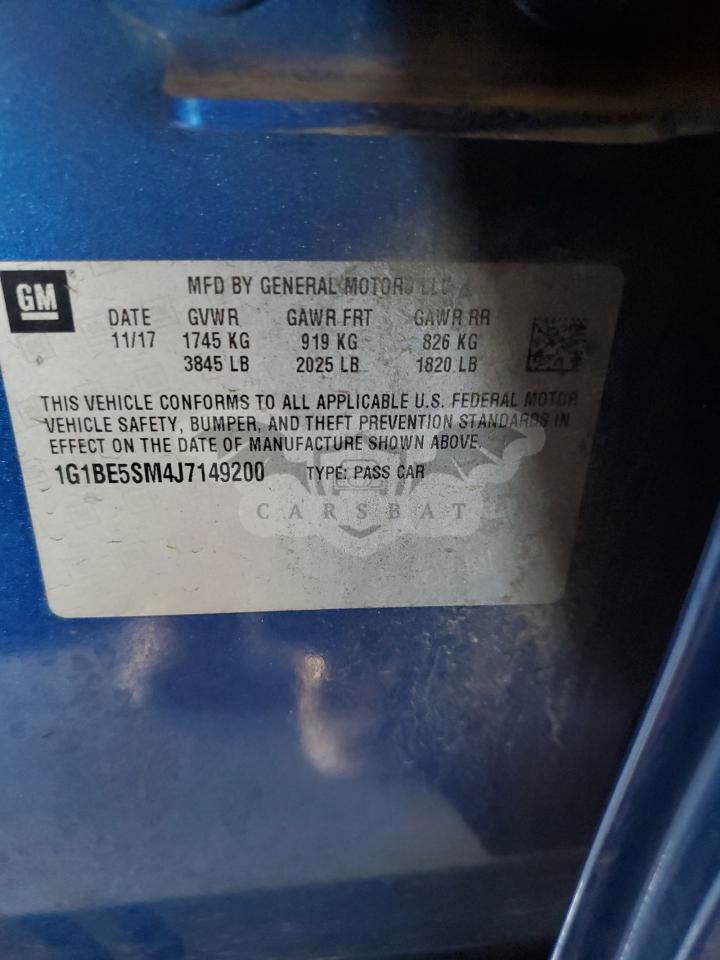 GM
MFD BY GENERAL MOTORS LLC
DATE GVWR GAWR FRT GAWR RR
11/17 1745 KG 919 KG 826 KG
3845 LB 2025 LB 1820 LB
THIS VEHICLE CONFORMS TO ALL APPLICABLE U.S. FEDERAL MOTOR
VEHICLE SAFETY, BUMPER, AND THEFT PREVENTION STANDARDS IN
EFFECT ON THE DATE OF MANUFACTURE SHOWN ABOVE.
1G1BE5SM4J7149200 TYPE: PASS CAR
CARSBAT